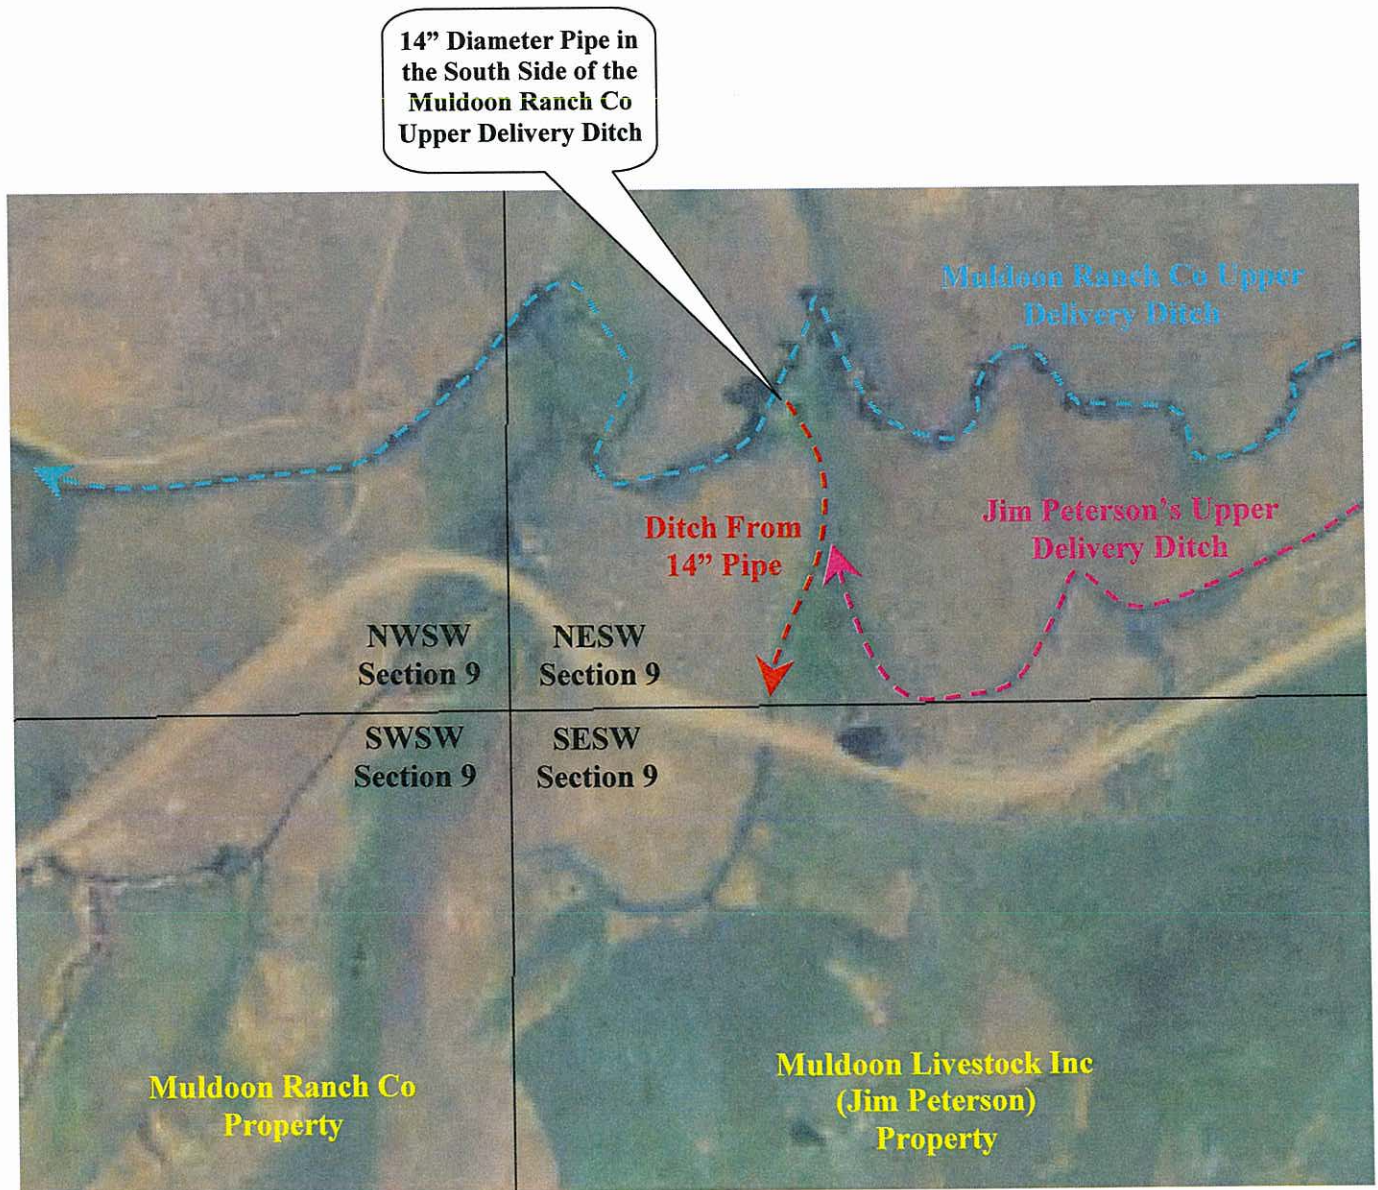 14” Diameter Pipe in
the South Side of the
Muldoon Ranch Co
Upper Delivery Ditch
Muldoon Ranch Co Upper
Delivery Ditch
Jim Peterson’s Upper
Delivery Ditch
Ditch From
14” Pipe
NWSW
Section 9
NESW
Section 9
SWSW
Section 9
SESW
Section 9
Muldoon Ranch Co
Property
Muldoon Livestock Inc
(Jim Peterson)
Property